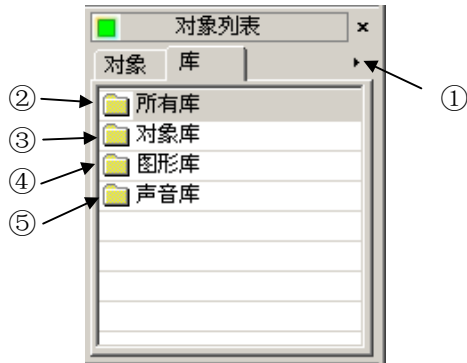 对象列表 ×
对象 库
① 
② 所有库
③ 对象库
④ 图形库
⑤ 声音库